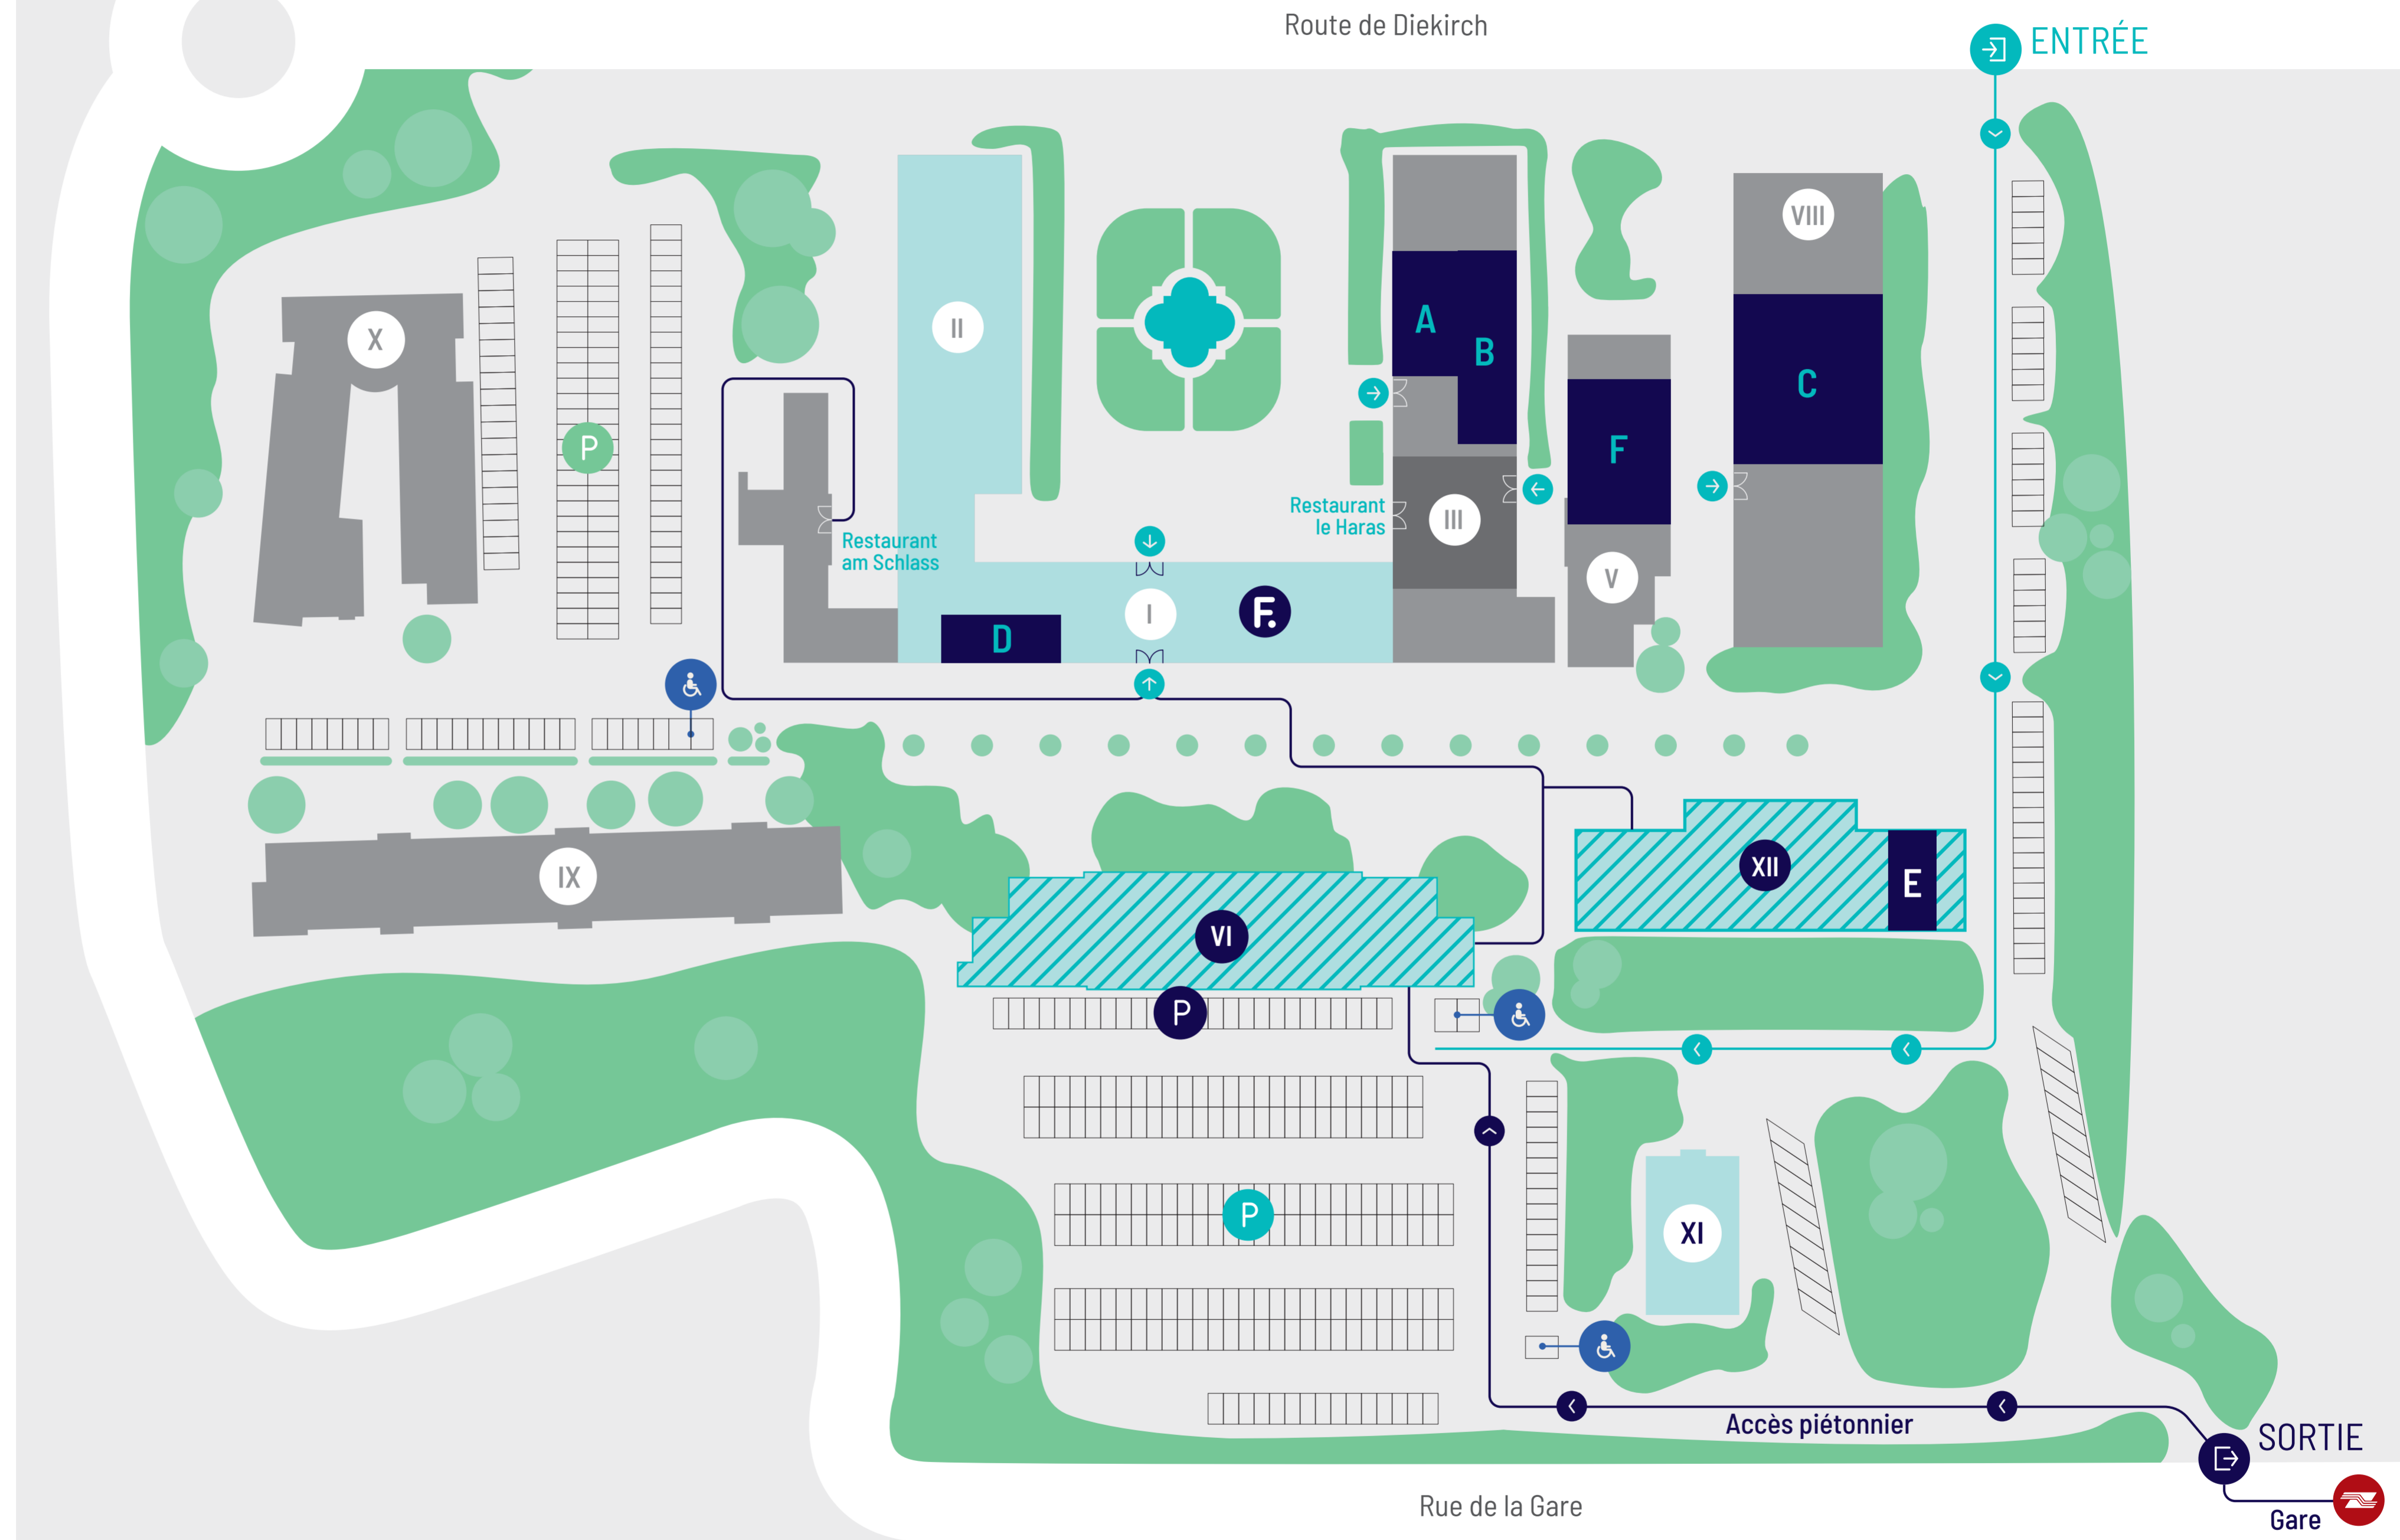 Route de Diekirch
ENTRÉE
VIII
X
II
A
B
C
P
F
Restaurant
le Haras
III
Restaurant
am Schlass
V
I
F.
D
XII
E
IX
VI
P
P
XI
Accès piétonnier
SORTIE
Rue de la Gare
Gare